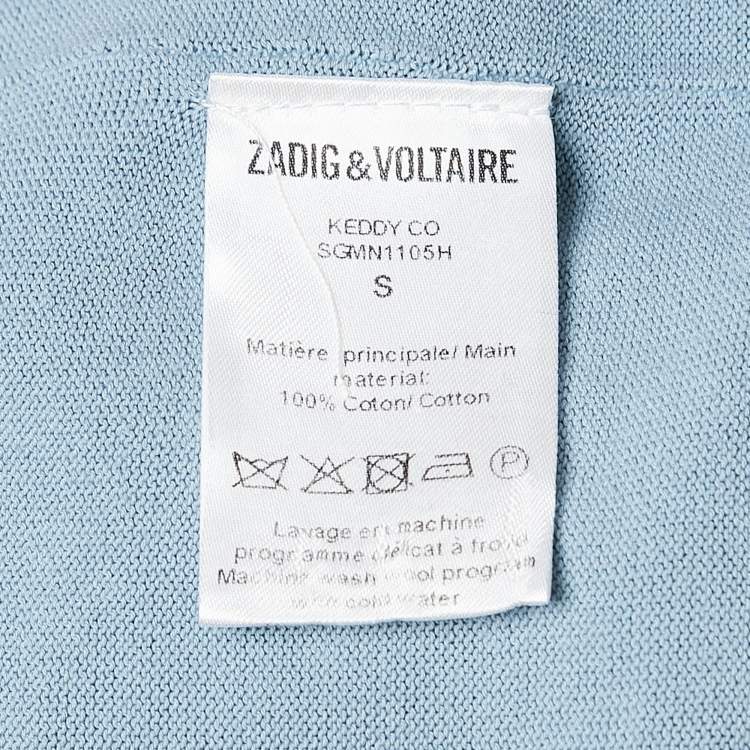 ZADIG & VOLTAIRE
KEDDY CO
SGMN1105H
S
Matière principale/ Main
material:
100% Coton/ Cotton
P
Lavage en machine
programme délicat à froid
Machine wash wool program
with cold water